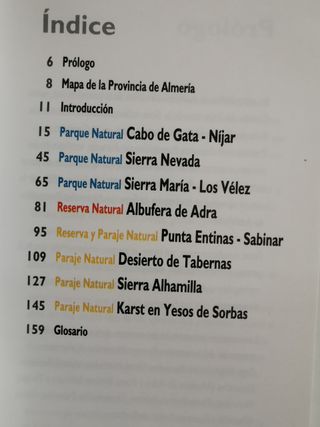 Índice
6 Prólogo
8 Mapa de la Provincia de Almería
11 Introducción
15 Parque Natural Cabo de Gata - Níjar
45 Parque Natural Sierra Nevada
65 Parque Natural Sierra María - Los Vélez
81 Reserva Natural Albufera de Adra
95 Reserva y Paraje Natural Punta Entinas - Sabinar
109 Paraje Natural Desierto de Tabernas
127 Paraje Natural Sierra Alhamilla
145 Paraje Natural Karst en Yesos de Sorbas
159 Glosario